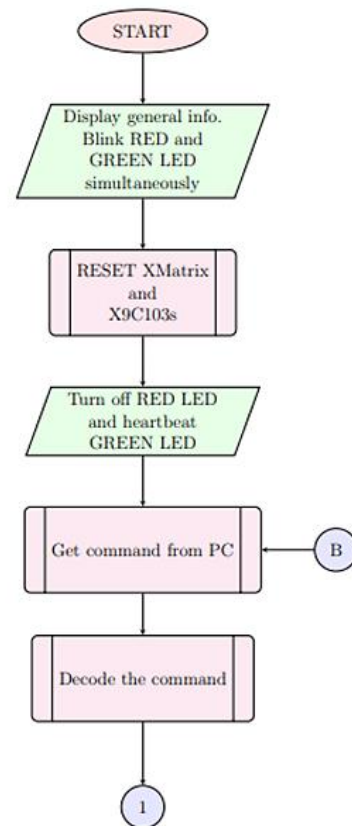 START
Display general info.
Blink RED and
GREEN LED
simultaneously
RESET XMatrix
and
X9C103s
Turn off RED LED
and heartbeat
GREEN LED
Get command from PC
B
Decode the command
1